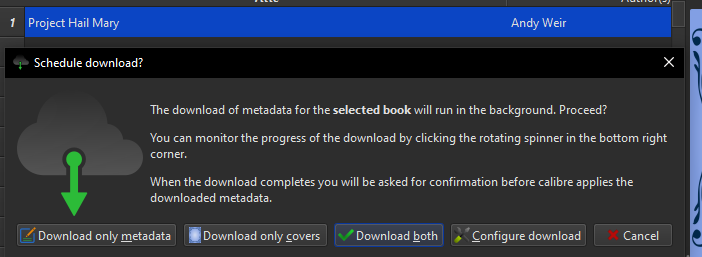 Title Author(s)
1 Project Hail Mary Andy Weir
Schedule download?
The download of metadata for the selected book will run in the background. Proceed?
You can monitor the progress of the download by clicking the rotating spinner in the bottom right
corner.
When the download completes you will be asked for confirmation before calibre applies the
downloaded metadata.
Download only metadata Download only covers Download both Configure download Cancel